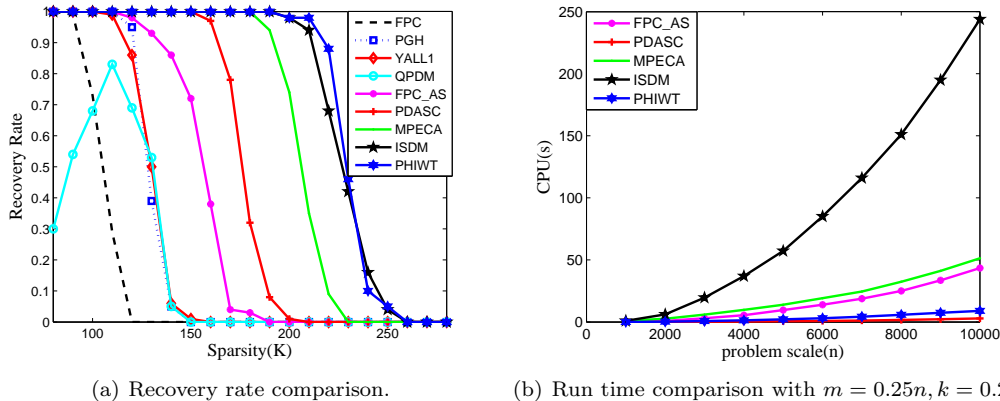 1
0.9
0.8
0.7
0.6
0.5
0.4
0.3
0.2
0.1
0
Recovery Rate
100
150
200
250
Sparsity(K)
FPC
PGH
YALL1
QPDM
FPC_AS
PDASC
MPECA
ISDM
PHIWT
(a) Recovery rate comparison.
250
200
150
100
50
0
CPU(s)
0
2000
4000
6000
8000
10000
problem scale(n)
FPC_AS
PDASC
MPECA
ISDM
PHIWT
(b) Run time comparison with m = 0.25n, k = 0.2